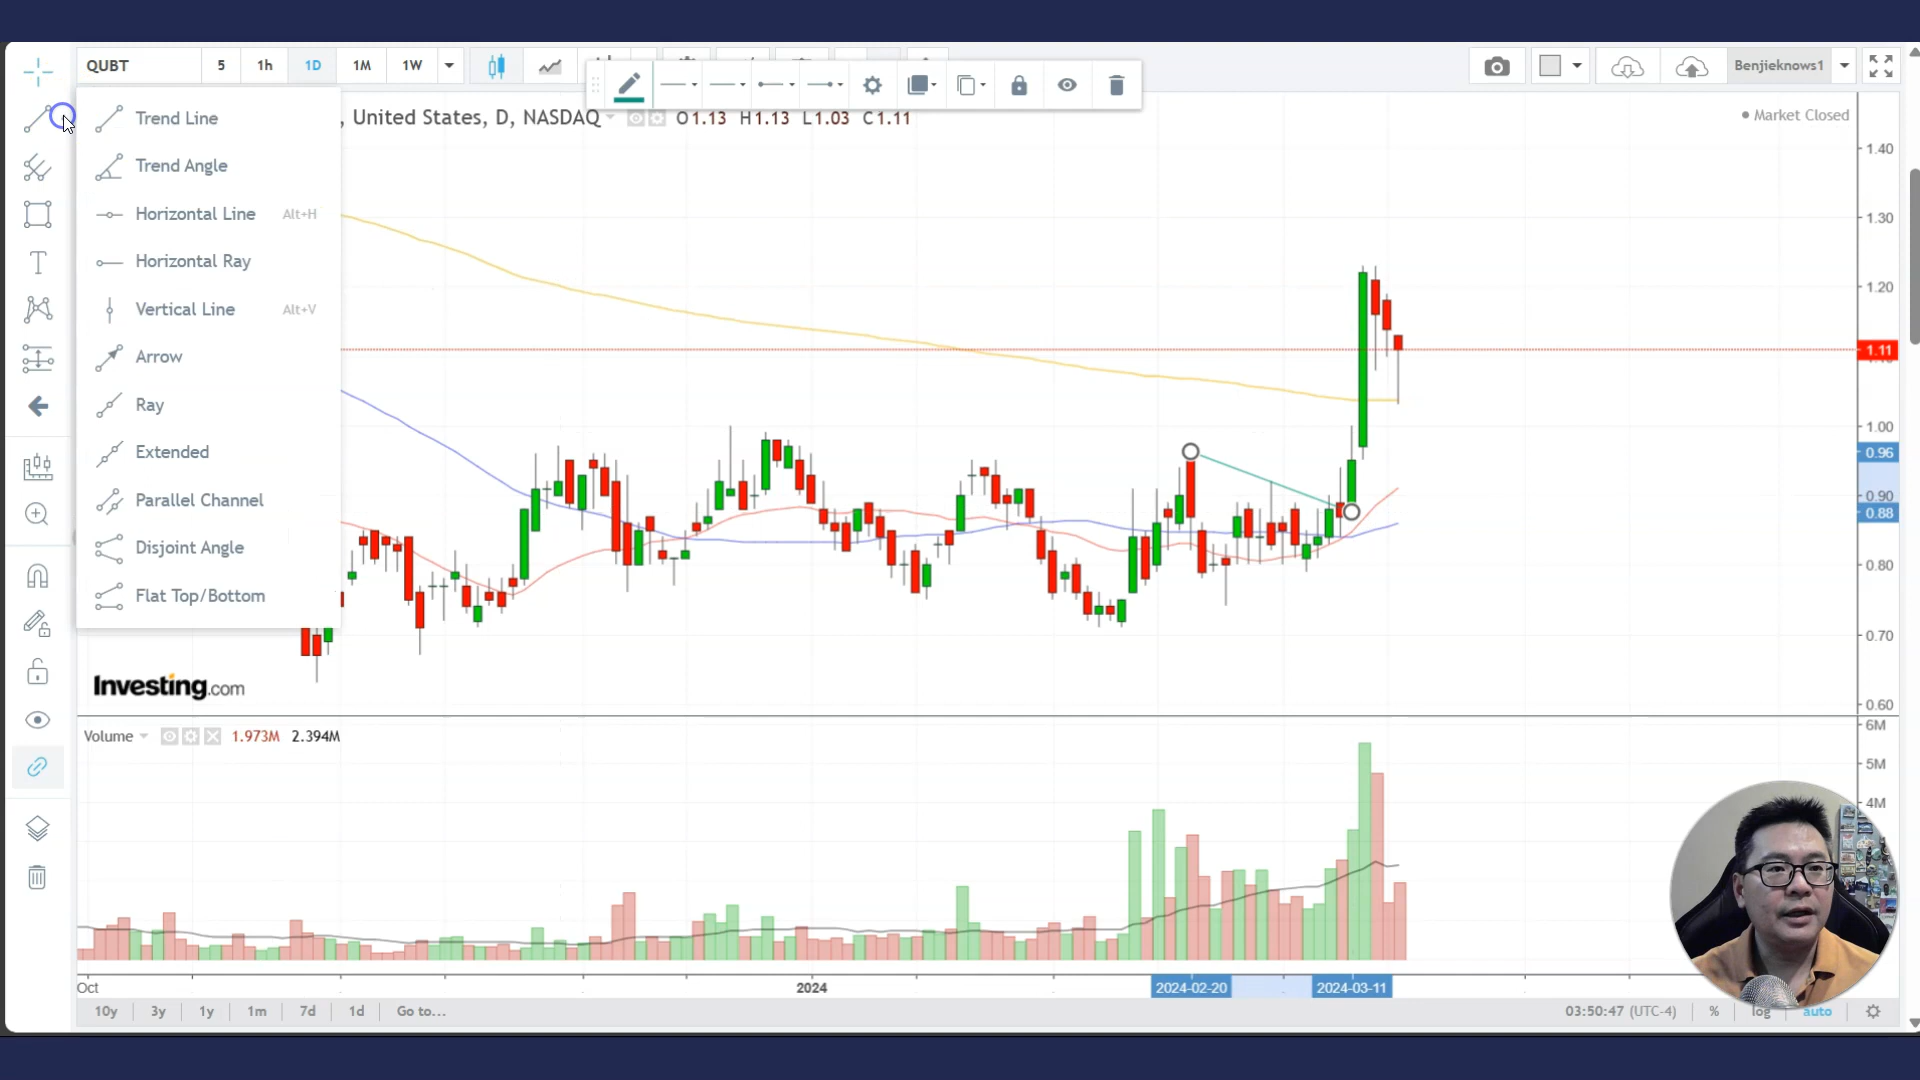 QUBT 5 1h 1D 1M 1W
Benjieknows1
, United States, D, NASDAQ O1.13 H1.13 L1.03 C1.11
Market Closed
Trend Line
Trend Angle
Horizontal Line Alt+H
Horizontal Ray
Vertical Line Alt+V
Arrow
Ray
Extended
Parallel Channel
Disjoint Angle
Flat Top/Bottom
1.40
1.30
1.20
1.11
1.00
0.96
0.90
0.88
0.80
0.70
0.60
Investing.com
Volume 1.973M 2.394M
6M
5M
4M
Oct 2024 2024-02-20 2024-03-11
10y 3y 1y 1m 7d 1d Go to... 03:50:47 (UTC-4) % log auto